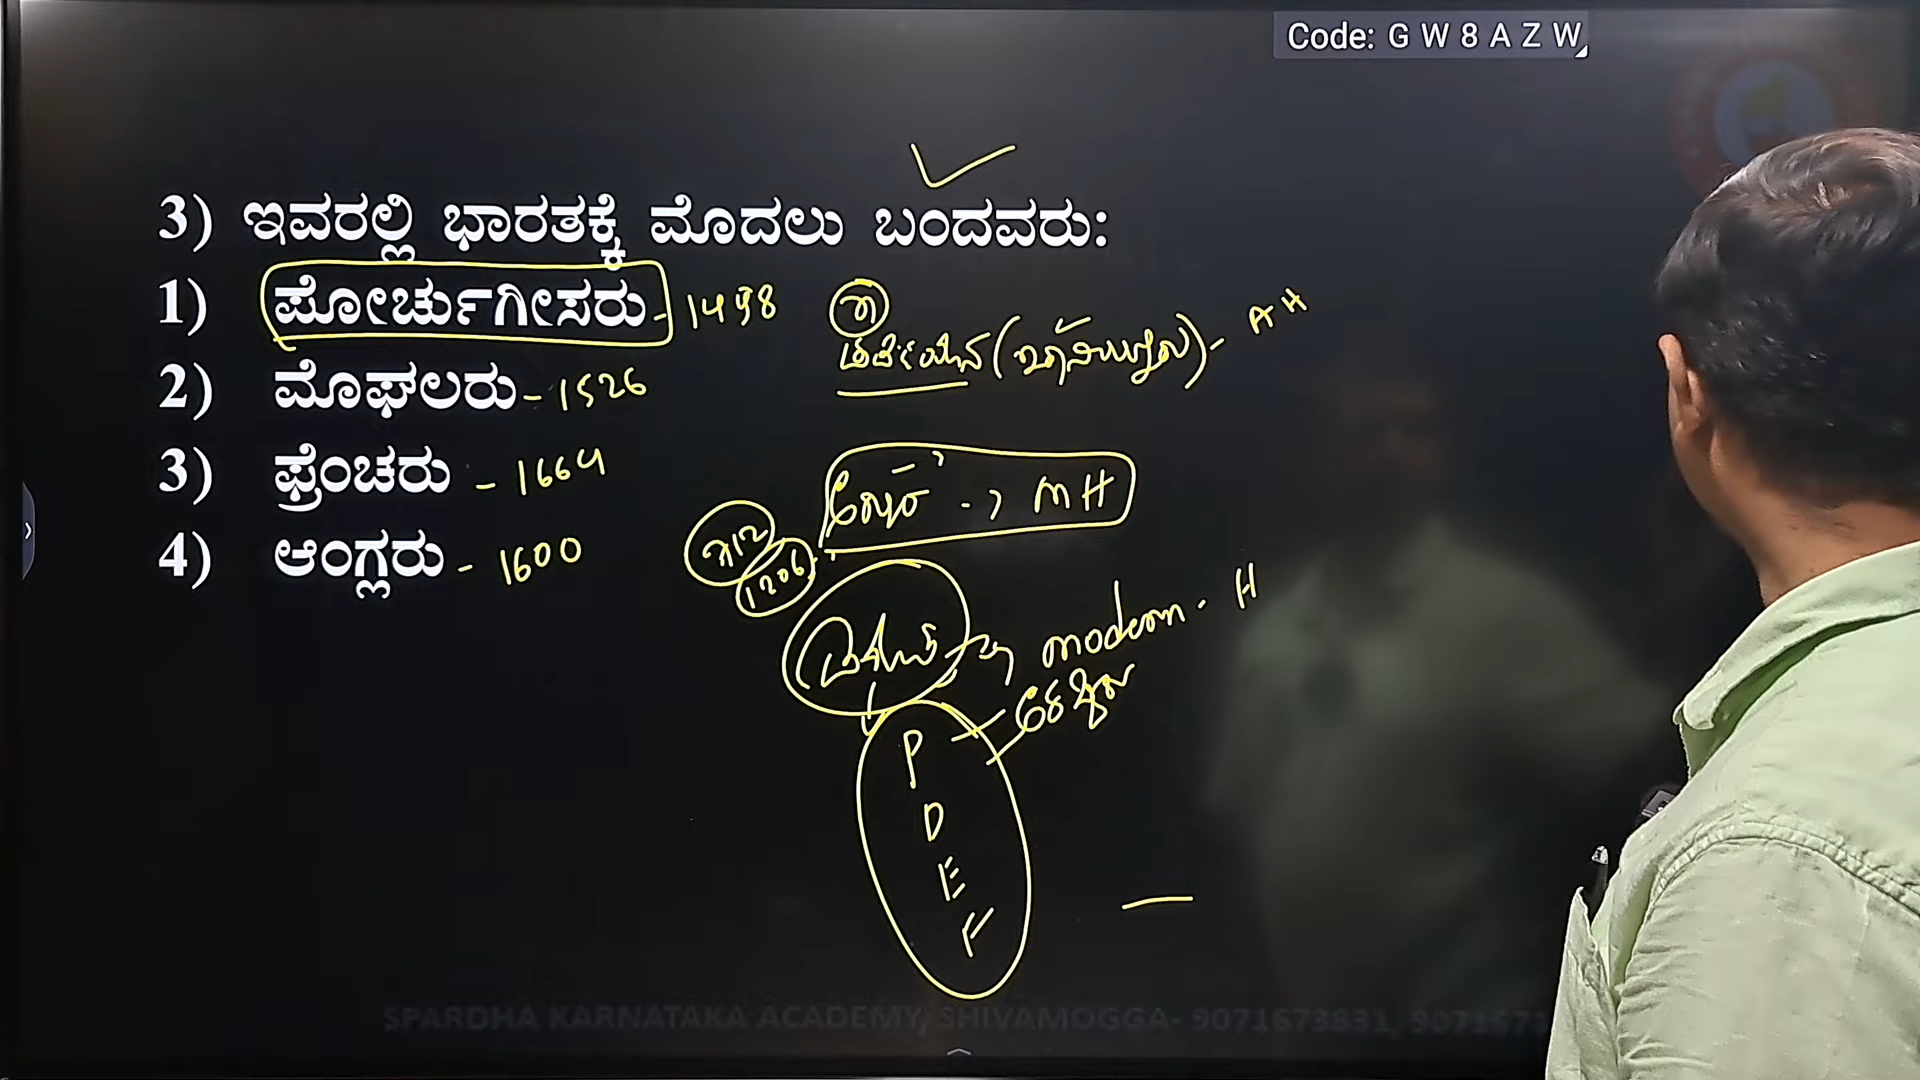 Code: G W 8 A Z W
3) ಇವರಲ್ಲಿ ಭಾರತಕ್ಕೆ ಮೊದಲು ಬಂದವರು:
1) ಪೋರ್ಚುಗೀಸರು - 1498
2) ಮೊಘಲರು - 1526
3) ಫ್ರೆಂಚರು - 1664
4) ಆಂಗ್ಲರು - 1600
AH
MH
712
1206
modern - H
P
D
E
F
SPARDHA KARNATAKA ACADEMY, SHIVAMOGGA- 9071673831, 9071673